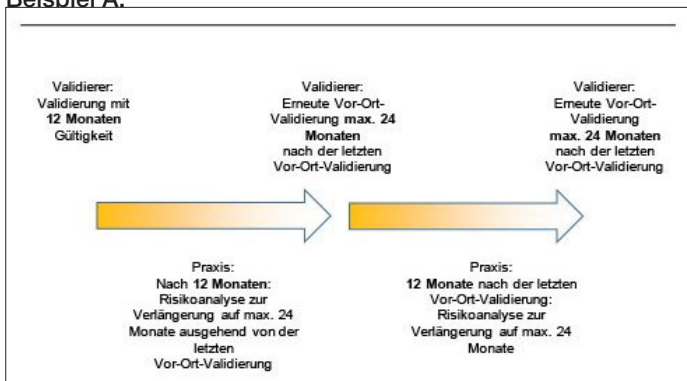 Beispiel A:
Validierer:
Validierung mit
12 Monaten
Gültigkeit
Validierer:
Erneute Vor-Ort-
Validierung max. 24
Monaten
nach der letzten
Vor-Ort-Validierung
Validierer:
Erneute Vor-Ort-
Validierung
max. 24 Monaten
nach der letzten
Vor-Ort-Validierung
Praxis:
Nach 12 Monaten:
Risikoanalyse zur
Verlängerung auf max. 24
Monate ausgehend von der
letzten
Vor-Ort-Validierung
Praxis:
12 Monate nach der letzten
Vor-Ort-Validierung:
Risikoanalyse zur
Verlängerung auf max. 24
Monate